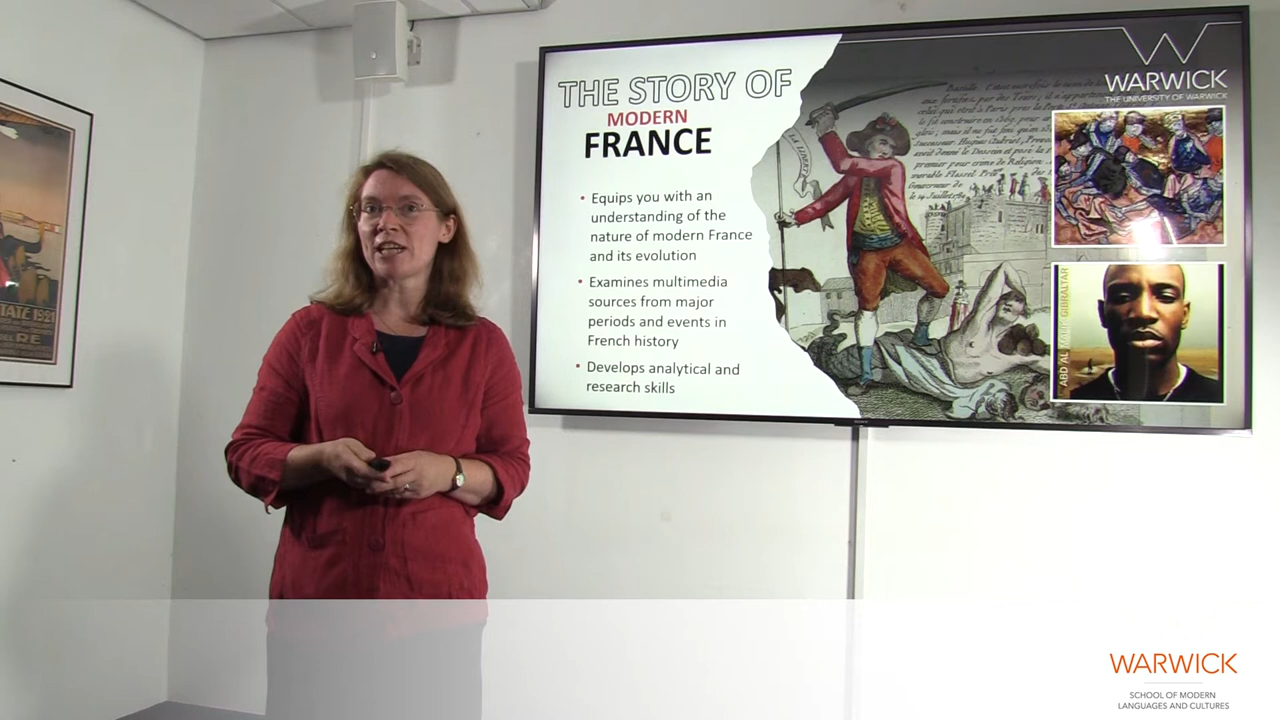 THE STORY OF
MODERN
FRANCE
• Equips you with an
understanding of the
nature of modern France
and its evolution
• Examines multimedia
sources from major
periods and events in
French history
• Develops analytical and
research skills
LA LIBERTÉ
WARWICK
THE UNIVERSITY OF WARWICK
GIBRALTAR
WARWICK
SCHOOL OF MODERN
LANGUAGES AND CULTURES